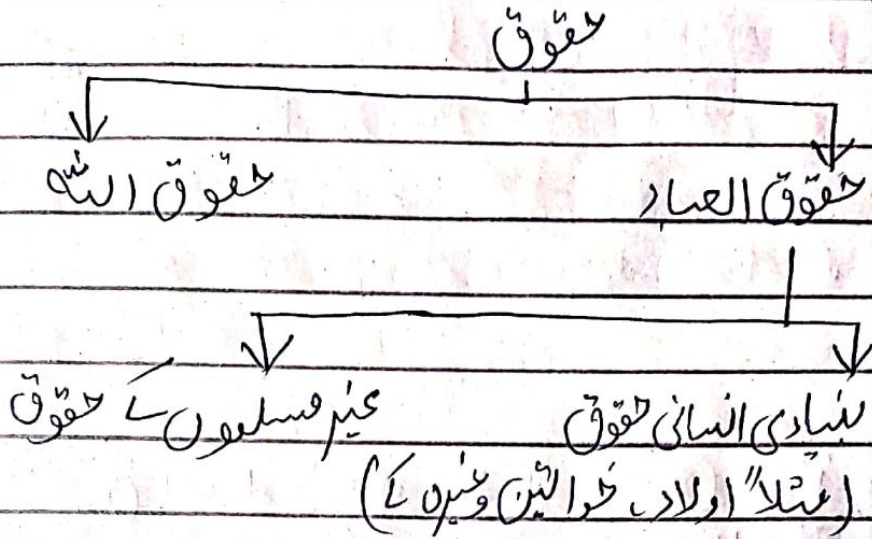 حقوق
حقوق العباد
حقوق اللہ
بنیادی انسانی حقوق
(مثلاً اولاد، خواتین وغیرہ کے)
غیر مسلموں کے حقوق